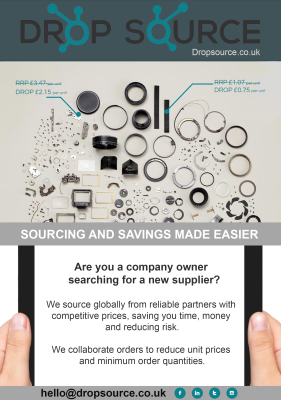 DROP SOURCE
Dropsource.co.uk
RRP £3.47 per unit
DROP £2.15 per unit
RRP £1.07 per unit
DROP £0.75 per unit
SOURCING AND SAVINGS MADE EASIER
Are you a company owner
searching for a new supplier?
We source globally from reliable partners with
competitive prices, saving you time, money
and reducing risk.
We collaborate orders to reduce unit prices
and minimum order quantities.
hello@dropsource.co.uk